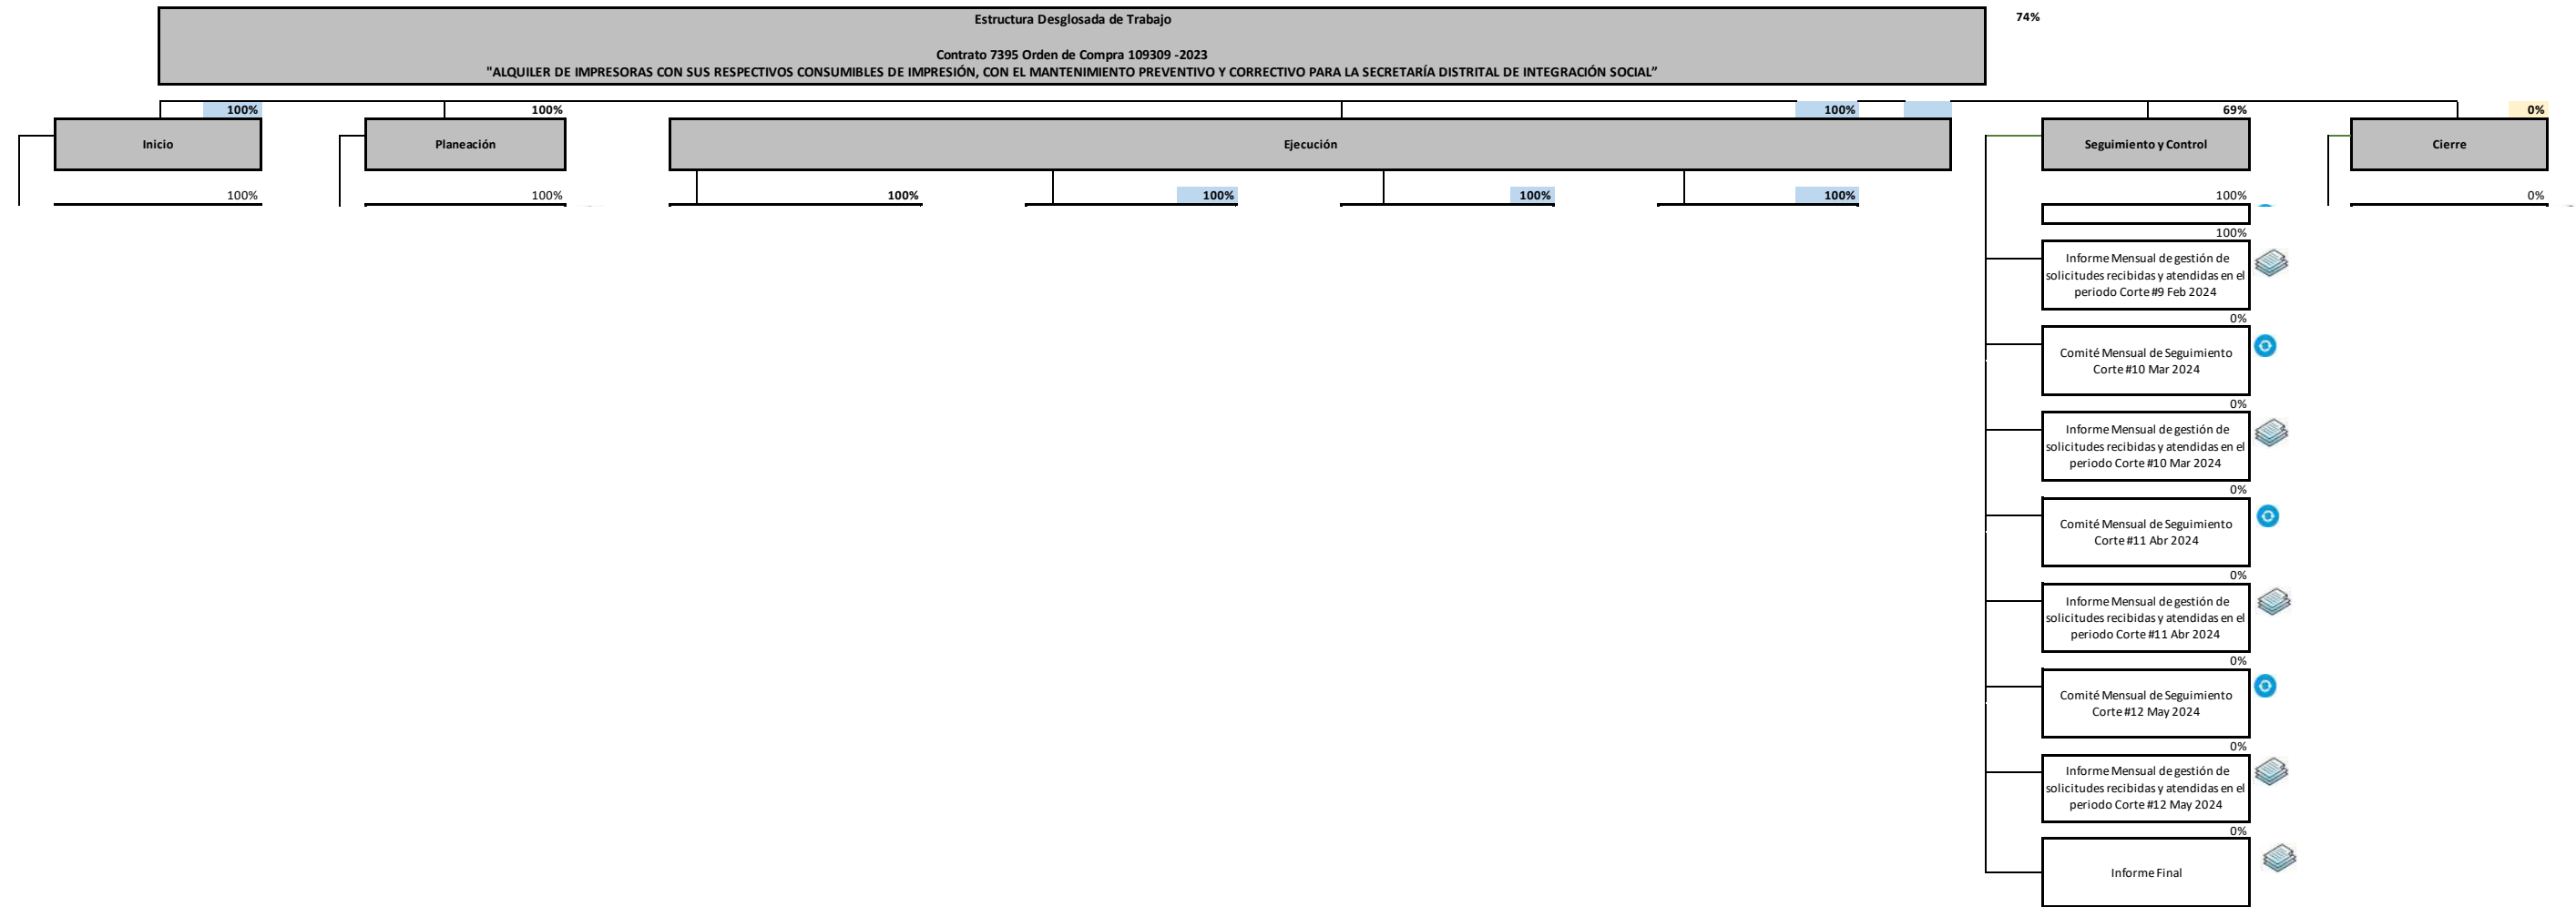 Estructura Desglosada de Trabajo
74%
Contrato 7395 Orden de Compra 109309 -2023
"ALQUILER DE IMPRESORAS CON SUS RESPECTIVOS CONSUMIBLES DE IMPRESIÓN, CON EL MANTENIMIENTO PREVENTIVO Y CORRECTIVO PARA LA SECRETARÍA DISTRITAL DE INTEGRACIÓN SOCIAL”
100%
100%
100%
69%
0%
Inicio
Planeación
Ejecución
Seguimiento y Control
Cierre
100%
100%
100%
100%
100%
100%
100%
0%
100%
Informe Mensual de gestión de
solicitudes recibidas y atendidas en el
periodo Corte #9 Feb 2024
0%
Comité Mensual de Seguimiento
Corte #10 Mar 2024
0%
Informe Mensual de gestión de
solicitudes recibidas y atendidas en el
periodo Corte #10 Mar 2024
0%
Comité Mensual de Seguimiento
Corte #11 Abr 2024
0%
Informe Mensual de gestión de
solicitudes recibidas y atendidas en el
periodo Corte #11 Abr 2024
0%
Comité Mensual de Seguimiento
Corte #12 May 2024
0%
Informe Mensual de gestión de
solicitudes recibidas y atendidas en el
periodo Corte #12 May 2024
0%
Informe Final